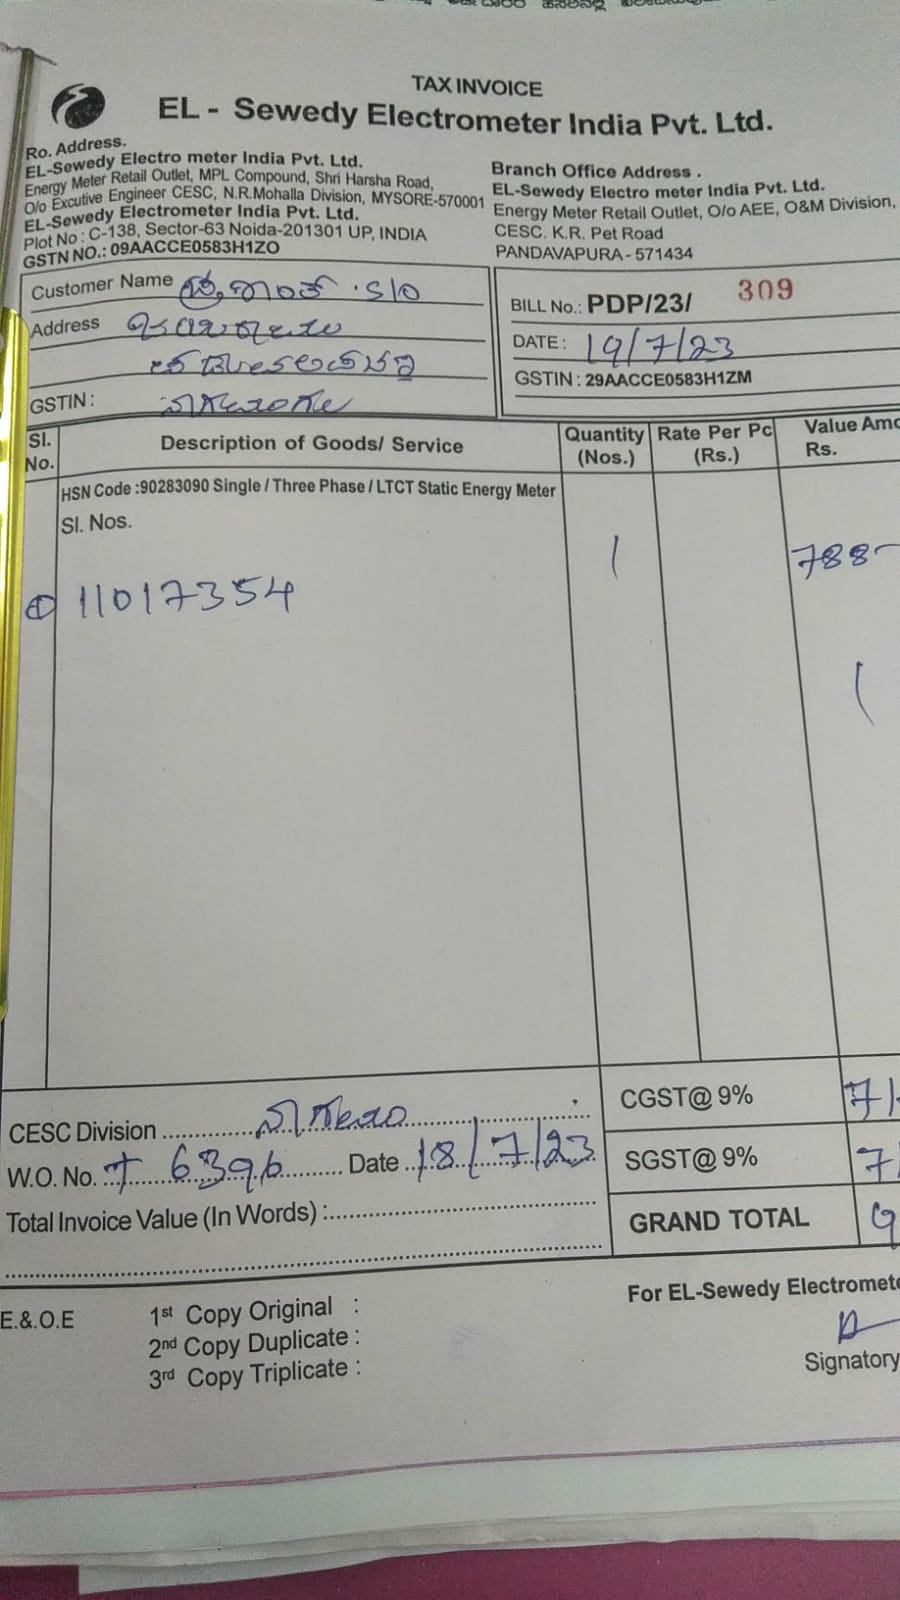 TAX INVOICE
EL - Sewedy Electrometer India Pvt. Ltd.
Ro. Address.
EL-Sewedy Electro meter India Pvt. Ltd.
Energy Meter Retail Outlet, MPL Compound, Shri Harsha Road,
O/o Excutive Engineer CESC, N.R.Mohalla Division, MYSORE-570001
EL-Sewedy Electrometer India Pvt. Ltd.
Plot No : C-138, Sector-63 Noida-201301 UP, INDIA
GSTN NO.: 09AACCE0583H1ZO
Branch Office Address .
EL-Sewedy Electro meter India Pvt. Ltd.
Energy Meter Retail Outlet, O/o AEE, O&M Division,
CESC. K.R. Pet Road
PANDAVAPURA - 571434
Customer Name S/O
Address
GSTIN :
BILL No.: PDP/23/ 309
DATE : 19/7/23
GSTIN : 29AACCE0583H1ZM
Sl. No. Description of Goods/ Service Quantity (Nos.) Rate Per Pc (Rs.) Value Rs.
HSN Code :90283090 Single / Three Phase / LTCT Static Energy Meter
Sl. Nos.
1 788-
① 11017354
CESC Division
W.O. No. 6396 Date 18/7/23
Total Invoice Value (In Words) :
CGST@ 9%
SGST@ 9%
GRAND TOTAL
E.&.O.E
1st Copy Original :
2nd Copy Duplicate :
3rd Copy Triplicate :
For EL-Sewedy
Signatory